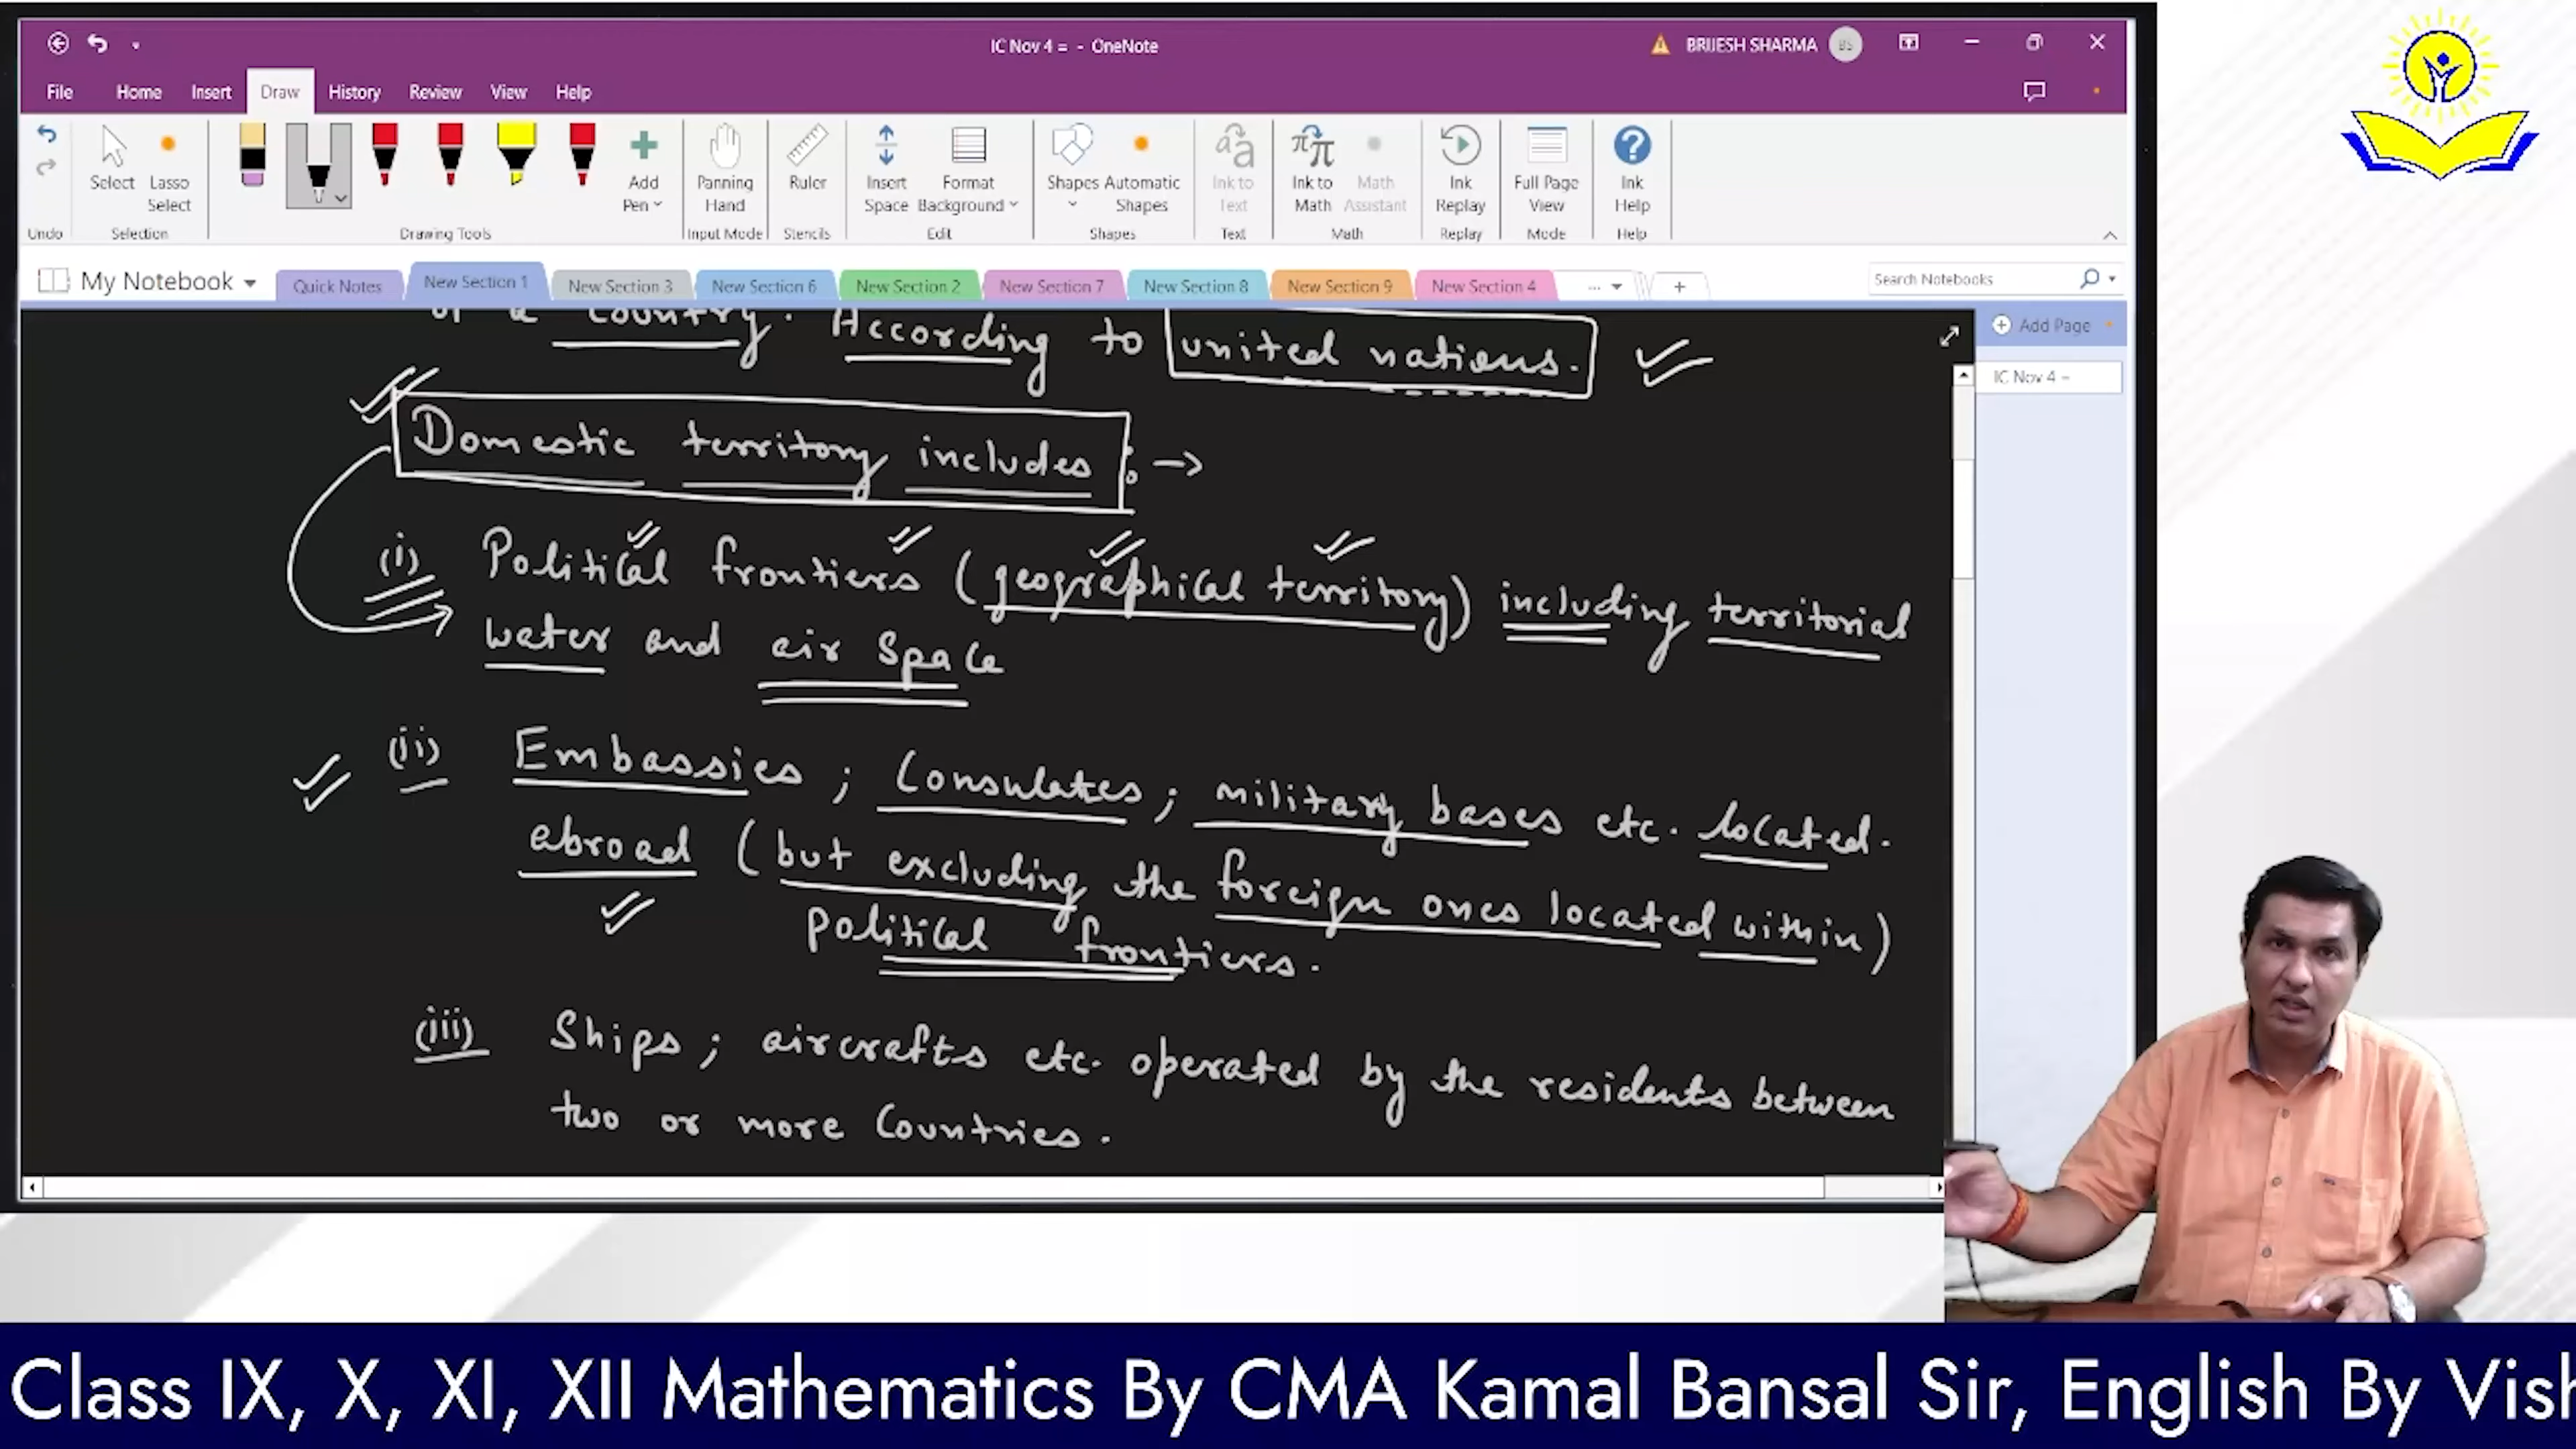 IC Nov 4 = - OneNote
BRIJESH SHARMA
BS
File Home Insert Draw History Review View Help
Select
Lasso Select
Add Pen
Panning Hand
Ruler
Insert Space
Format Background
Shapes
Automatic Shapes
Ink to Text
Ink to Math
Math Assistant
Ink Replay
Full Page View
Ink Help
Undo Selection Drawing Tools Input Mode Stencils Edit Shapes Text Math Replay Mode Help
My Notebook Quick Notes New Section 1 New Section 3 New Section 6 New Section 2 New Section 7 New Section 8 New Section 9 New Section 4 ... + Search Notebooks
Add Page
IC Nov 4 =
of a country. According to united nations.
Domestic territory includes : →
(i) Political frontiers (geographical territory) including territorial
water and air space
(ii) Embassies ; Consulates ; military bases etc. located.
abroad (but excluding the foreign ones located within)
political frontiers.
(iii) Ships ; aircrafts etc. operated by the residents between
two or more Countries.
Class IX, X, XI, XII Mathematics By CMA Kamal Bansal Sir, English By Vish